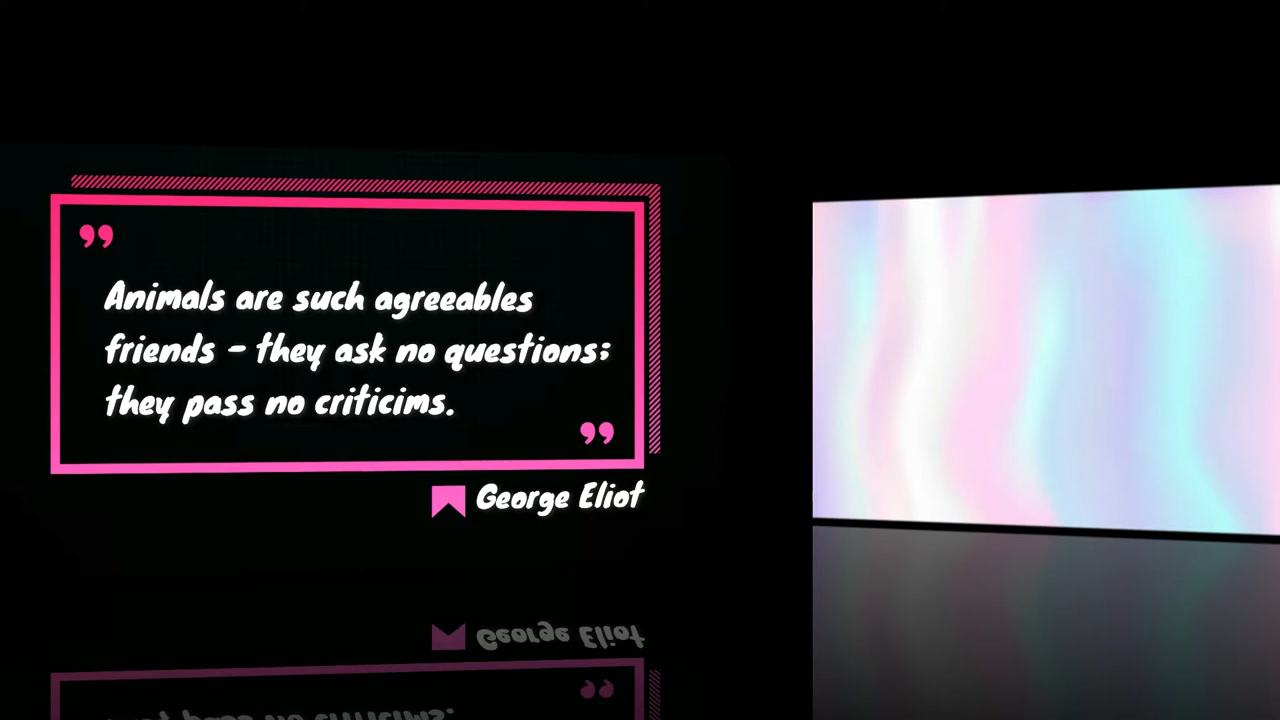 Animals are such agreeables
friends - they ask no questions;
they pass no criticims.
George Eliot